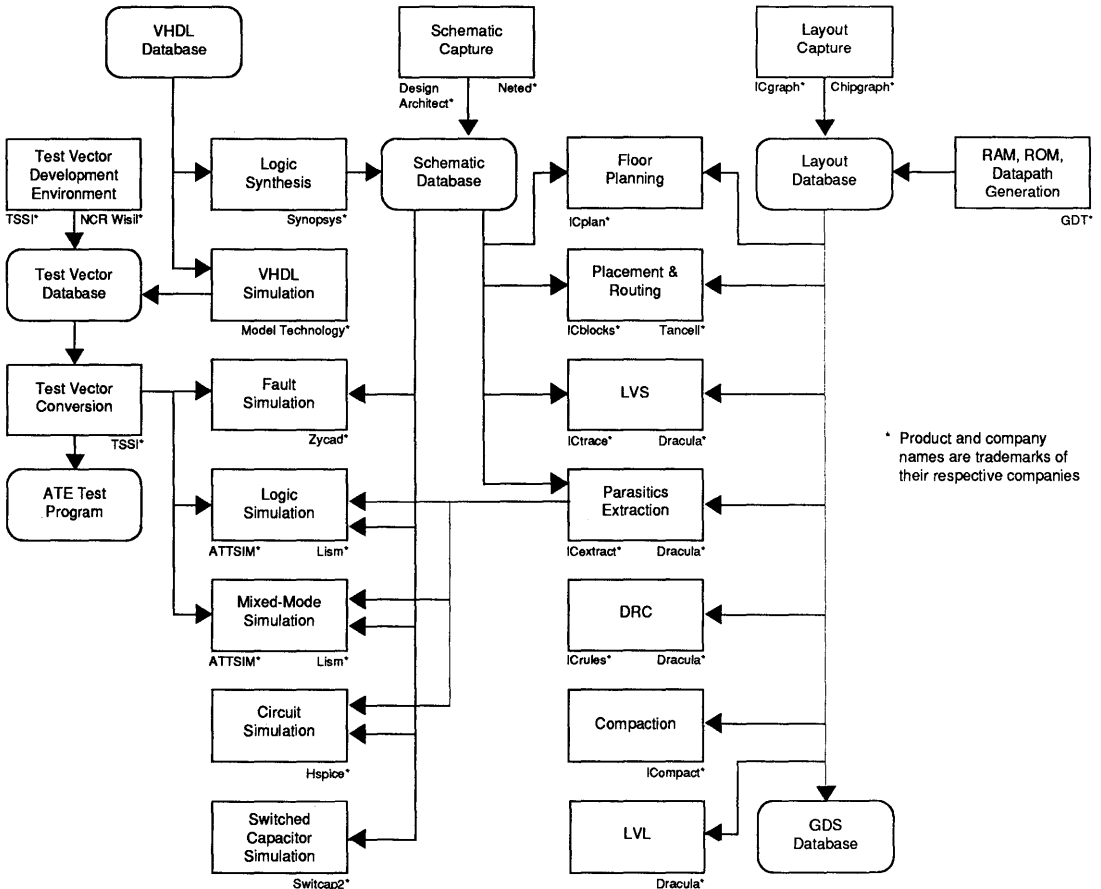 VHDL
Database
Schematic
Capture
Design
Architect*
Neted*
Layout
Capture
ICgraph*
Chipgraph*
Test Vector
Development
Environment
TSSI*
NCR Wisil*
Logic
Synthesis
Synopsys*
Schematic
Database
Floor
Planning
ICplan*
Layout
Database
RAM, ROM,
Datapath
Generation
GDT*
Test Vector
Database
VHDL
Simulation
Model Technology*
Placement &
Routing
ICblocks*
Tancell*
Test Vector
Conversion
TSSI*
Fault
Simulation
Zycad*
LVS
ICtrace*
Dracula*
* Product and company
names are trademarks of
their respective companies
ATE Test
Program
Logic
Simulation
ATTSIM*
Lism*
Parasitics
Extraction
ICextract*
Dracula*
Mixed-Mode
Simulation
ATTSIM*
Lism*
DRC
ICrules*
Dracula*
Circuit
Simulation
Hspice*
Compaction
ICompact*
Switched
Capacitor
Simulation
Switcap2*
LVL
Dracula*
GDS
Database